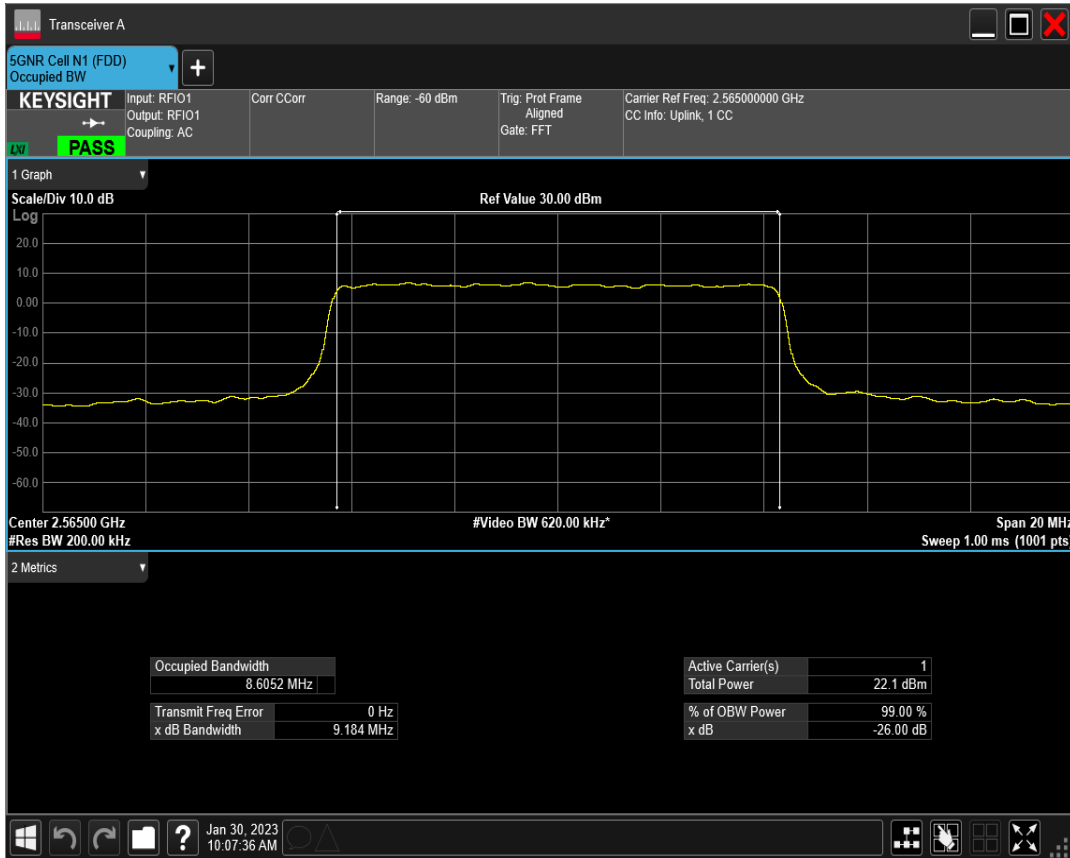 Transceiver A
5GNR Cell N1 (FDD)
Occupied BW
+
KEYSIGHT
LXI
PASS
Input: RFIO1
Output: RFIO1
Coupling: AC
Corr CCorr
Range: -60 dBm
Trig: Prot Frame
Aligned
Gate: FFT
Carrier Ref Freq: 2.565000000 GHz
CC Info: Uplink, 1 CC
1 Graph
Scale/Div 10.0 dB
Ref Value 30.00 dBm
Log
20.0
10.0
0.00
-10.0
-20.0
-30.0
-40.0
-50.0
-60.0
Center 2.56500 GHz
#Video BW 620.00 kHz*
Span 20 MHz
#Res BW 200.00 kHz
Sweep 1.00 ms (1001 pts)
2 Metrics
Occupied Bandwidth
8.6052 MHz
Transmit Freq Error 0 Hz
x dB Bandwidth 9.184 MHz
Active Carrier(s) 1
Total Power 22.1 dBm
% of OBW Power 99.00 %
x dB -26.00 dB
?
Jan 30, 2023
10:07:36 AM